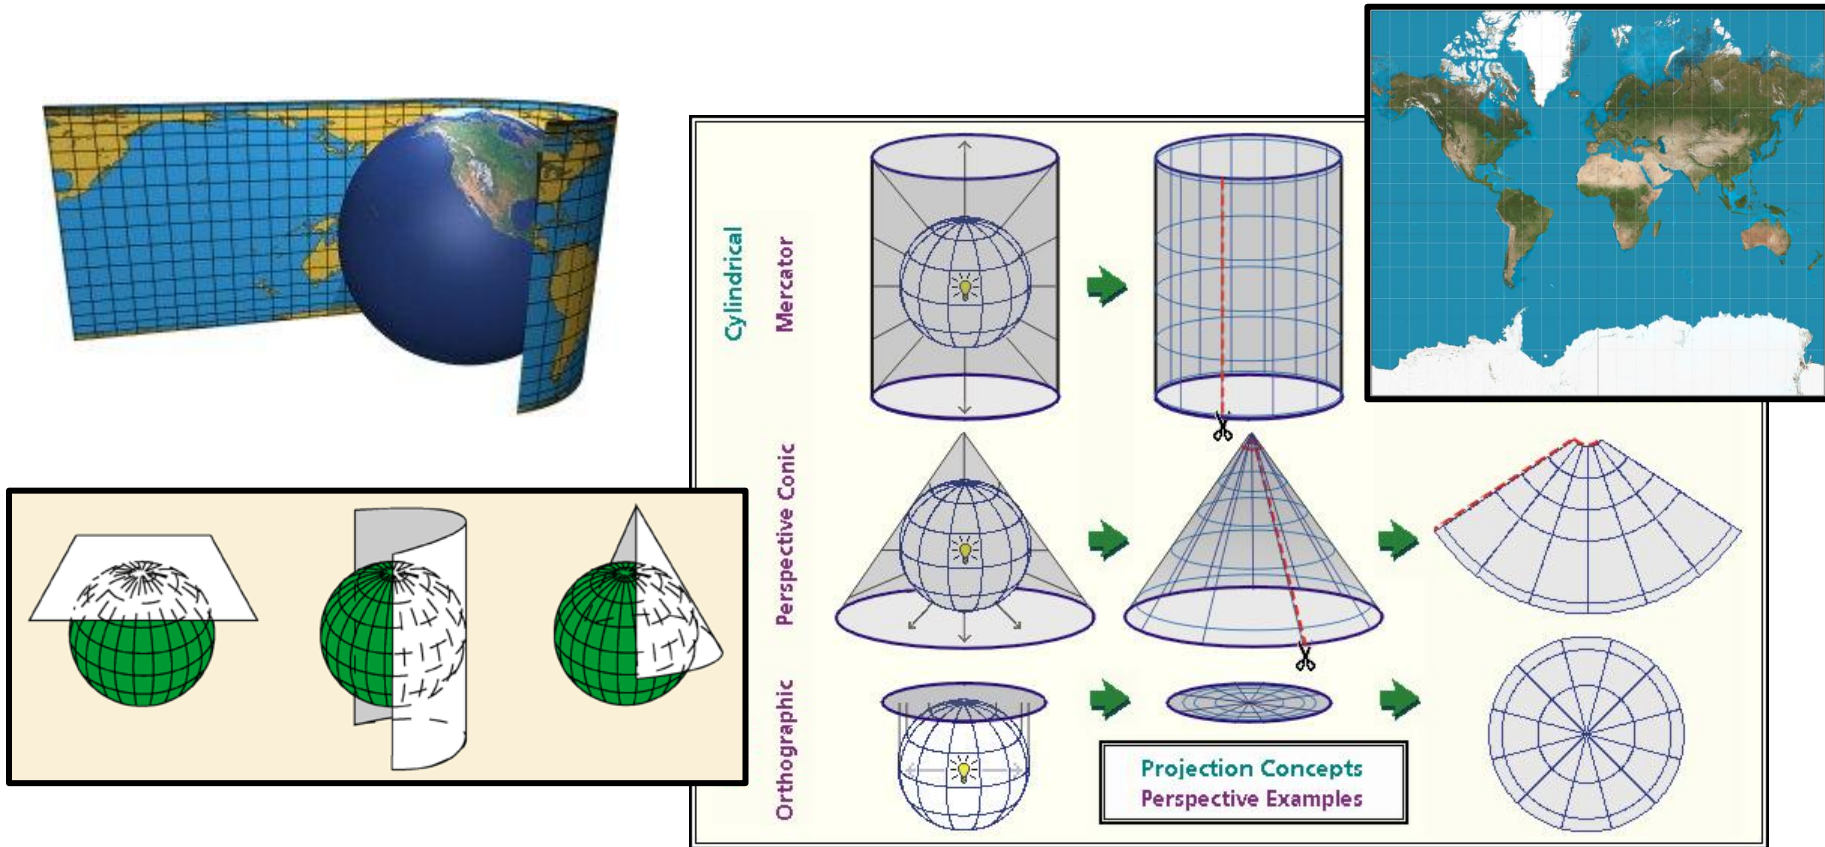 Cylindrical
Mercator
Perspective Conic
Orthographic
Projection Concepts
Perspective Examples